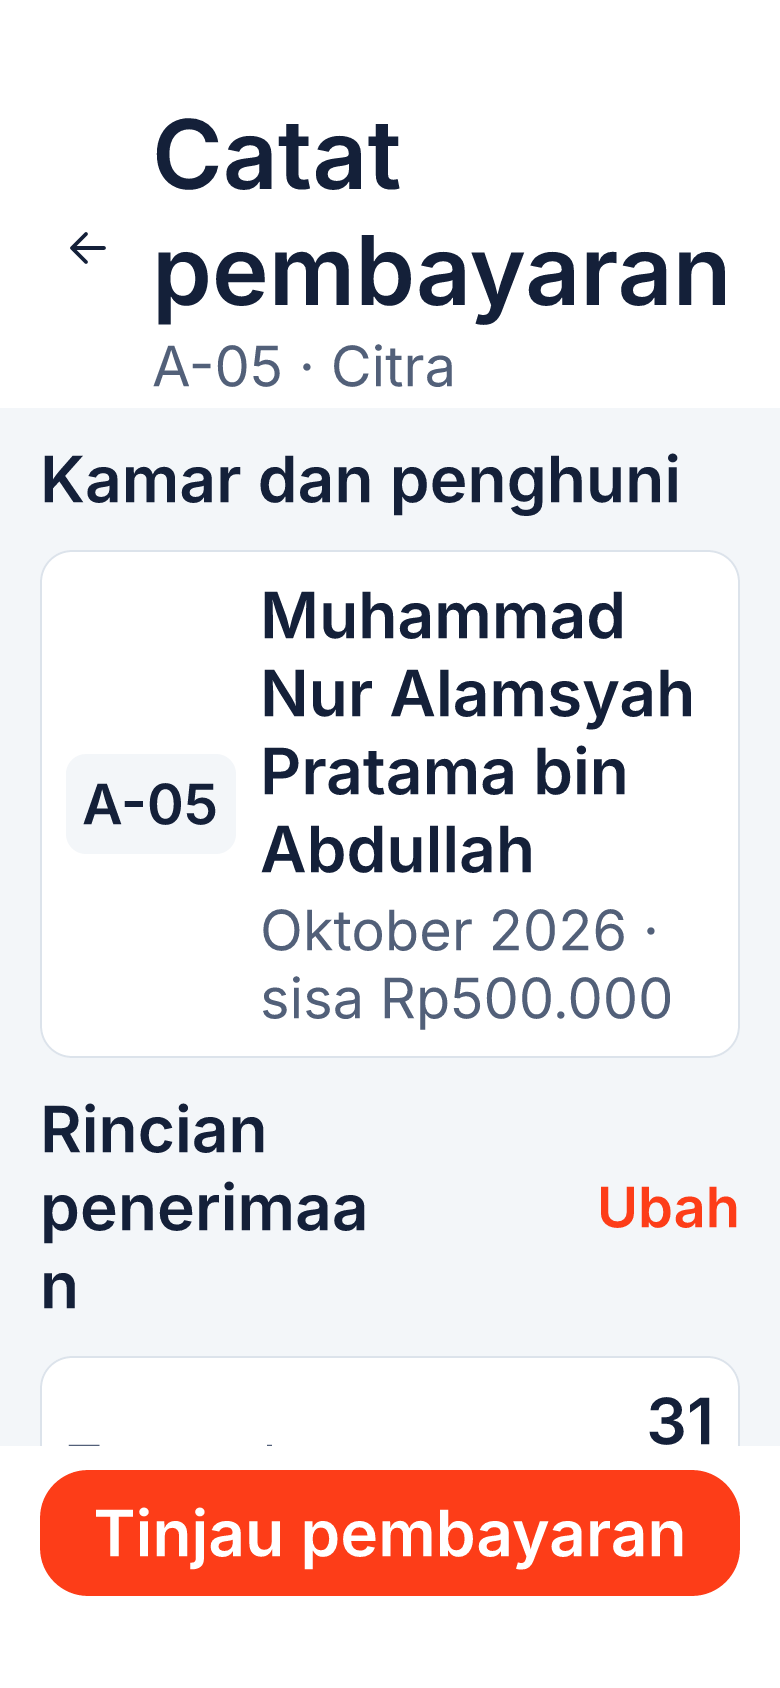 Catat
pembayaran
A-05 · Citra
Kamar dan penghuni
A-05
Muhammad
Nur Alamsyah
Pratama bin
Abdullah
Oktober 2026 ·
sisa Rp500.000
Rincian
penerimaa
n
Ubah
31
Tinjau pembayaran